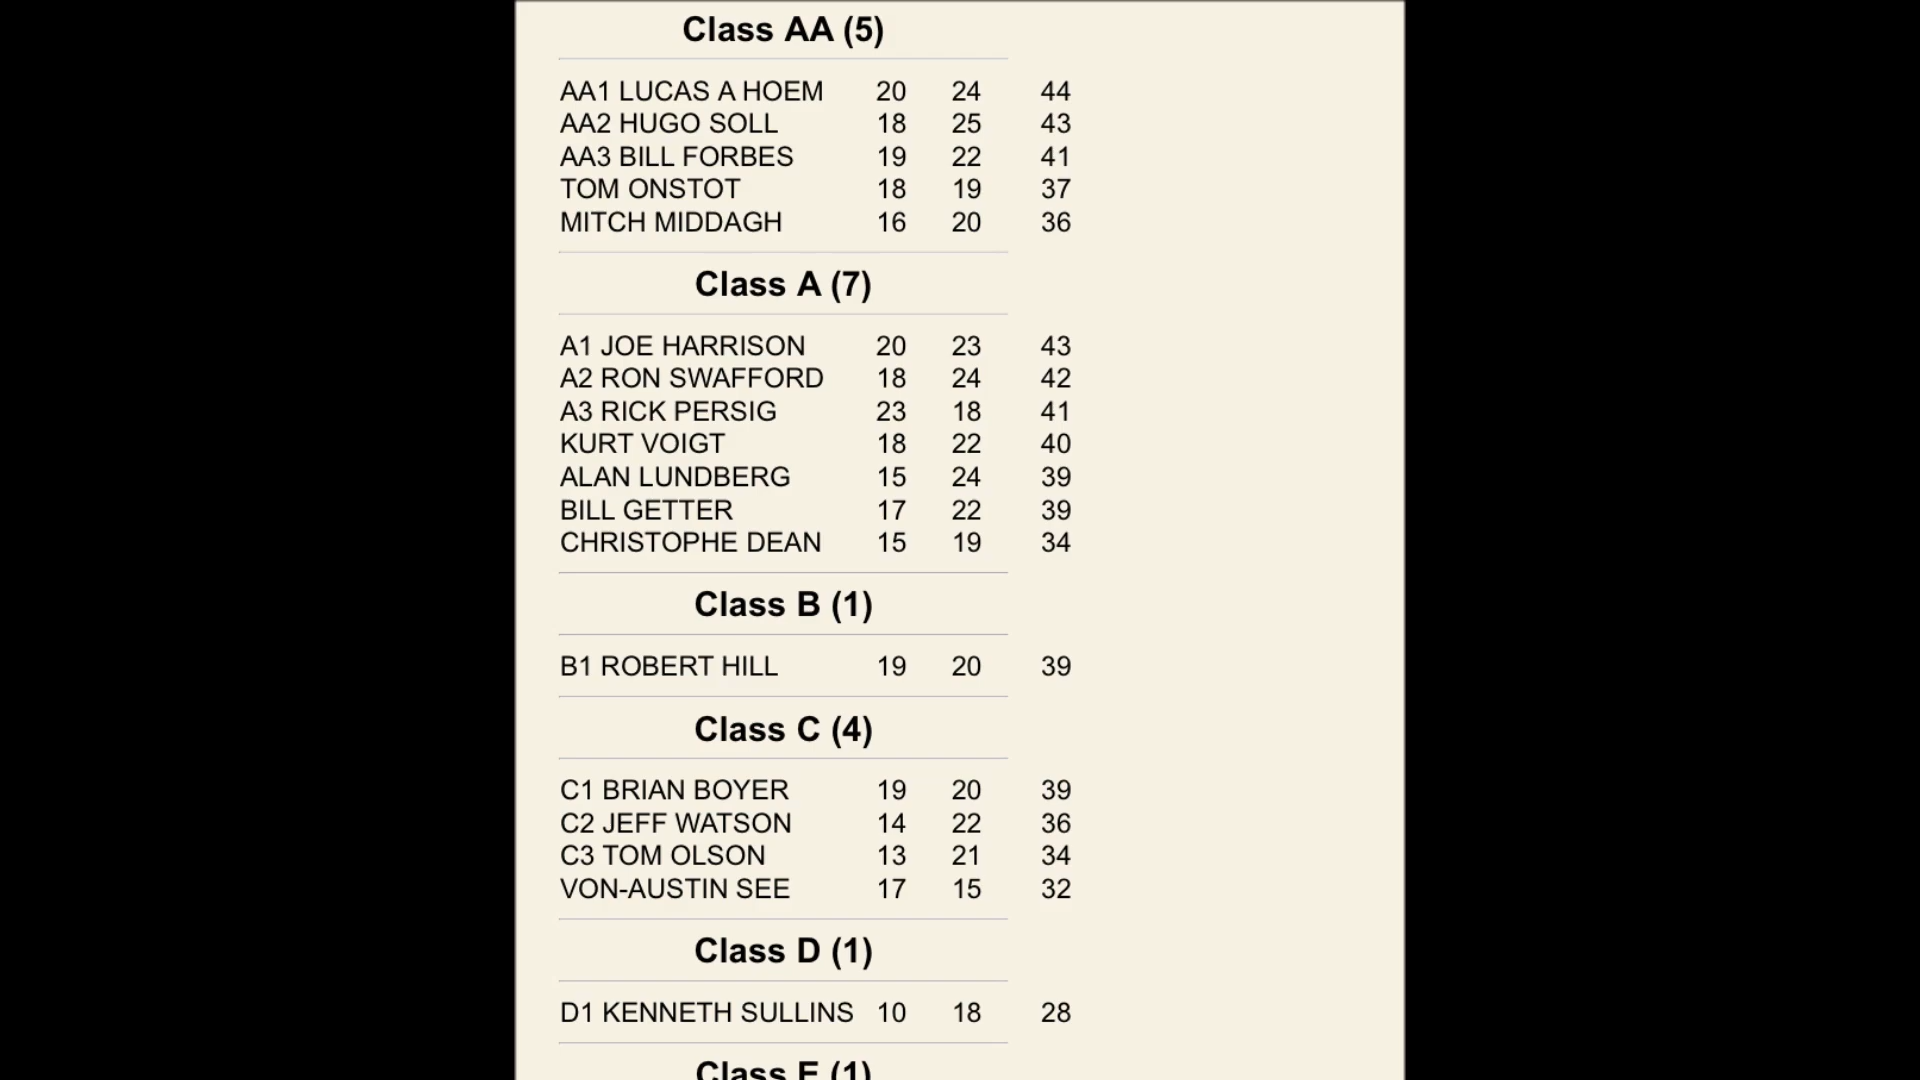 Class AA (5)
AA1 LUCAS A HOEM 20 24 44
AA2 HUGO SOLL 18 25 43
AA3 BILL FORBES 19 22 41
TOM ONSTOT 18 19 37
MITCH MIDDAGH 16 20 36
Class A (7)
A1 JOE HARRISON 20 23 43
A2 RON SWAFFORD 18 24 42
A3 RICK PERSIG 23 18 41
KURT VOIGT 18 22 40
ALAN LUNDBERG 15 24 39
BILL GETTER 17 22 39
CHRISTOPHE DEAN 15 19 34
Class B (1)
B1 ROBERT HILL 19 20 39
Class C (4)
C1 BRIAN BOYER 19 20 39
C2 JEFF WATSON 14 22 36
C3 TOM OLSON 13 21 34
VON-AUSTIN SEE 17 15 32
Class D (1)
D1 KENNETH SULLINS 10 18 28
Class E (1)